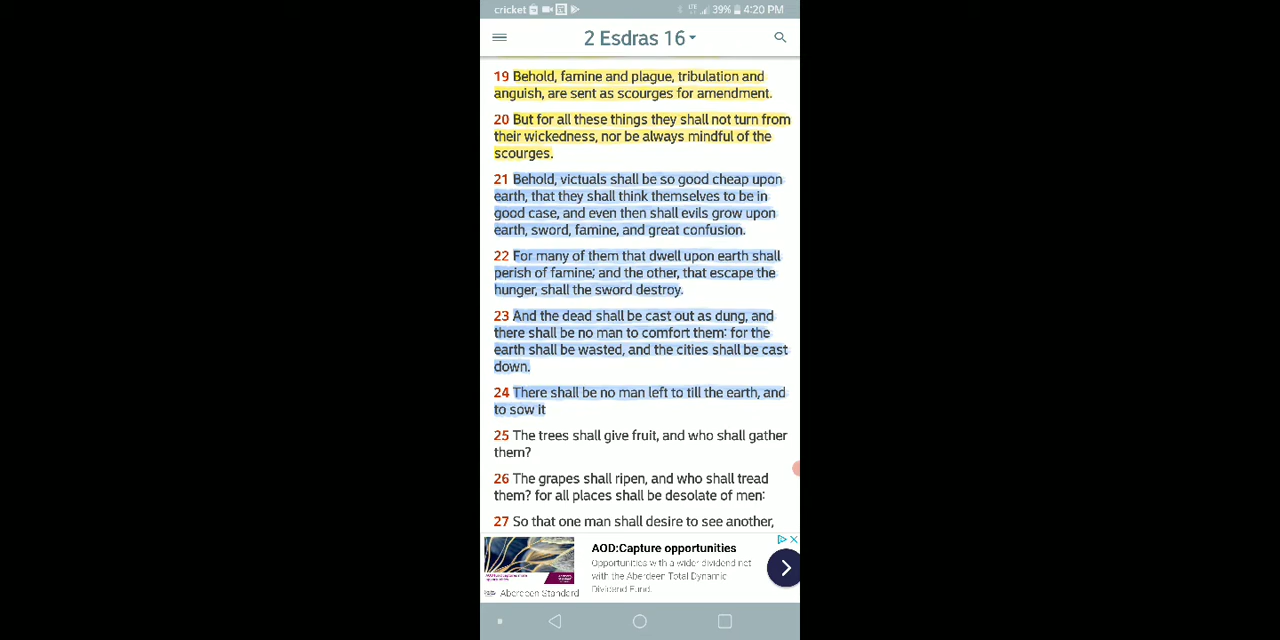 cricket 39% 4:20 PM
2 Esdras 16
19 Behold, famine and plague, tribulation and
anguish, are sent as scourges for amendment.
20 But for all these things they shall not turn from
their wickedness, nor be always mindful of the
scourges.
21 Behold, victuals shall be so good cheap upon
earth, that they shall think themselves to be in
good case, and even then shall evils grow upon
earth, sword, famine, and great confusion.
22 For many of them that dwell upon earth shall
perish of famine; and the other, that escape the
hunger, shall the sword destroy.
23 And the dead shall be cast out as dung, and
there shall be no man to comfort them: for the
earth shall be wasted, and the cities shall be cast
down.
24 There shall be no man left to till the earth, and
to sow it
25 The trees shall give fruit, and who shall gather
them?
26 The grapes shall ripen, and who shall tread
them? for all places shall be desolate of men:
27 So that one man shall desire to see another,
AOD:Capture opportunities
Opportunities with a wider dividend net
with the Aberdeen Total Dynamic
Dividend Fund.
Aberdeen Standard